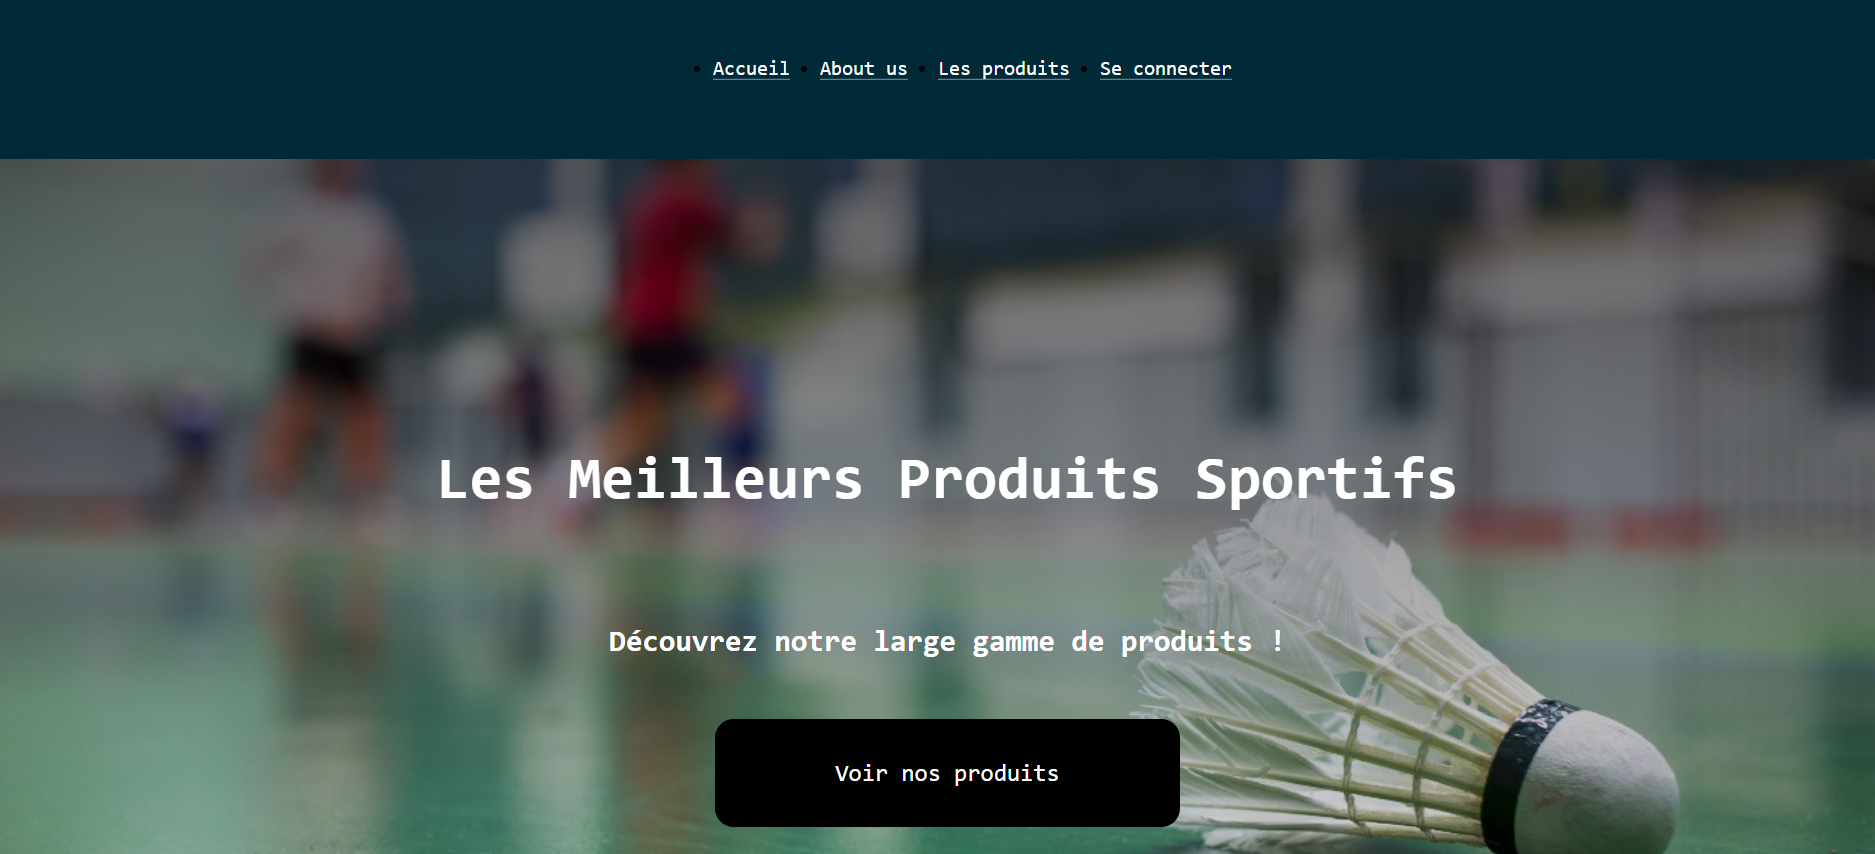 • Accueil • About us • Les produits • Se connecter
Les Meilleurs Produits Sportifs
Découvrez notre large gamme de produits !
Voir nos produits